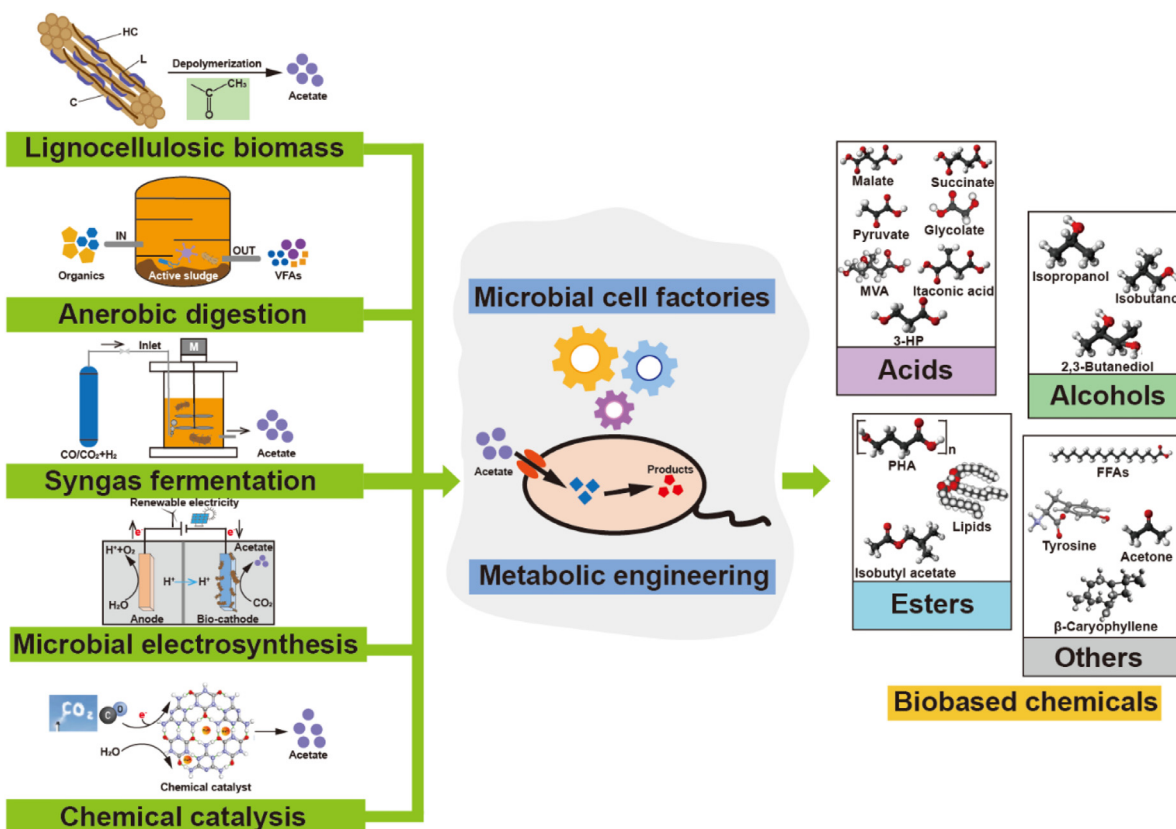 HC
L
C
Depolymerization
C
CH₃
O
Acetate
Lignocellulosic biomass
IN
OUT
Organics
Active sludge
VFAs
Anerobic digestion
Inlet
M
CO/CO₂+H₂
Acetate
Syngas fermentation
Renewable electricity
e⁻
e⁻
Acetate
H⁺+O₂
H⁺
H⁺
H₂O
CO₂
Anode
Bio-cathode
Microbial electrosynthesis
CO₂
C
O
e⁻
H₂O
Acetate
Chemical catalyst
Chemical catalysis
Microbial cell factories
Acetate
Products
Metabolic engineering
Malate
Succinate
Pyruvate
Glycolate
MVA
Itaconic acid
3-HP
Acids
Isopropanol
Isobutano
2,3-Butanediol
Alcohols
PHA
n
Lipids
Isobutyl acetate
Esters
FFAs
Tyrosine
Acetone
β-Caryophyllene
Others
Biobased chemicals